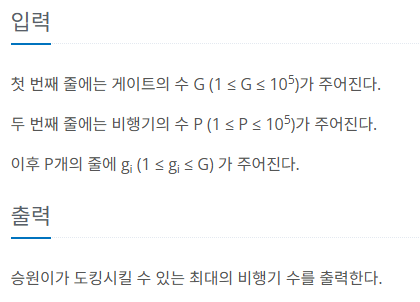 입력
첫 번째 줄에는 게이트의 수 G (1 ≤ G ≤ 10⁵)가 주어진다.
두 번째 줄에는 비행기의 수 P (1 ≤ P ≤ 10⁵)가 주어진다.
이후 P개의 줄에 gᵢ (1 ≤ gᵢ ≤ G) 가 주어진다.
출력
승원이가 도킹시킬 수 있는 최대의 비행기 수를 출력한다.